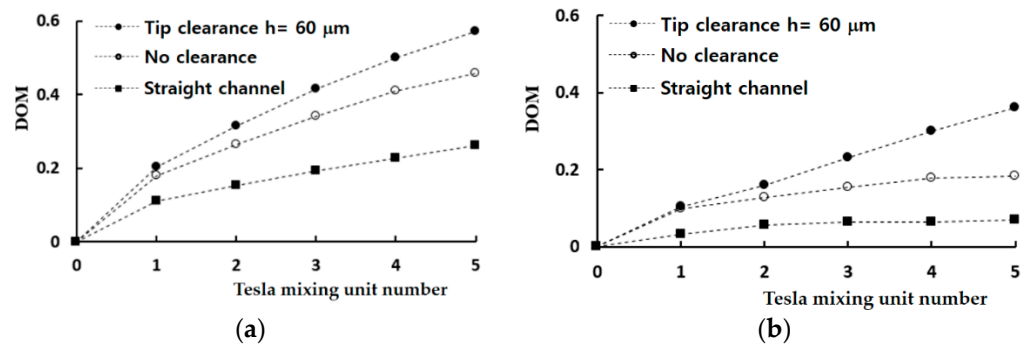 0.6
0.4
0.2
0
DOM
Tip clearance h= 60 μm
No clearance
Straight channel
0 1 2 3 4 5
Tesla mixing unit number
(a)
0.6
0.4
0.2
0
DOM
Tip clearance h= 60 μm
No clearance
Straight channel
0 1 2 3 4 5
Tesla mixing unit number
(b)